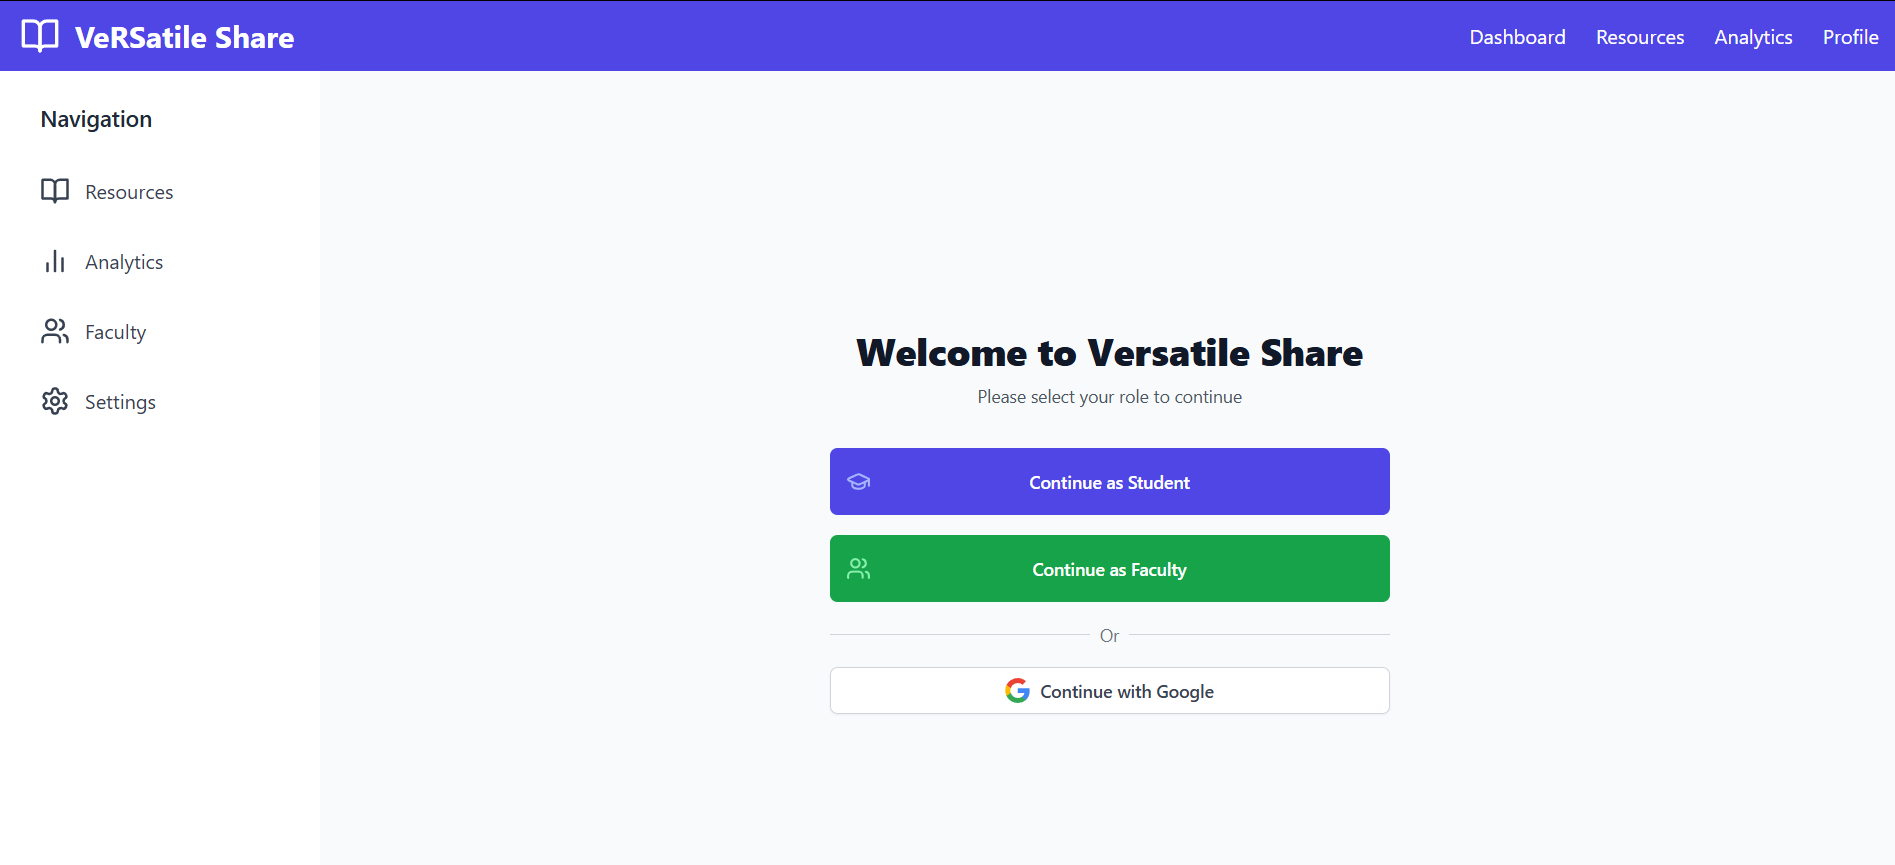 VeRSatile Share
Dashboard Resources Analytics Profile
Navigation
Resources
Analytics
Faculty
Settings
Welcome to Versatile Share
Please select your role to continue
Continue as Student
Continue as Faculty
Or
Continue with Google